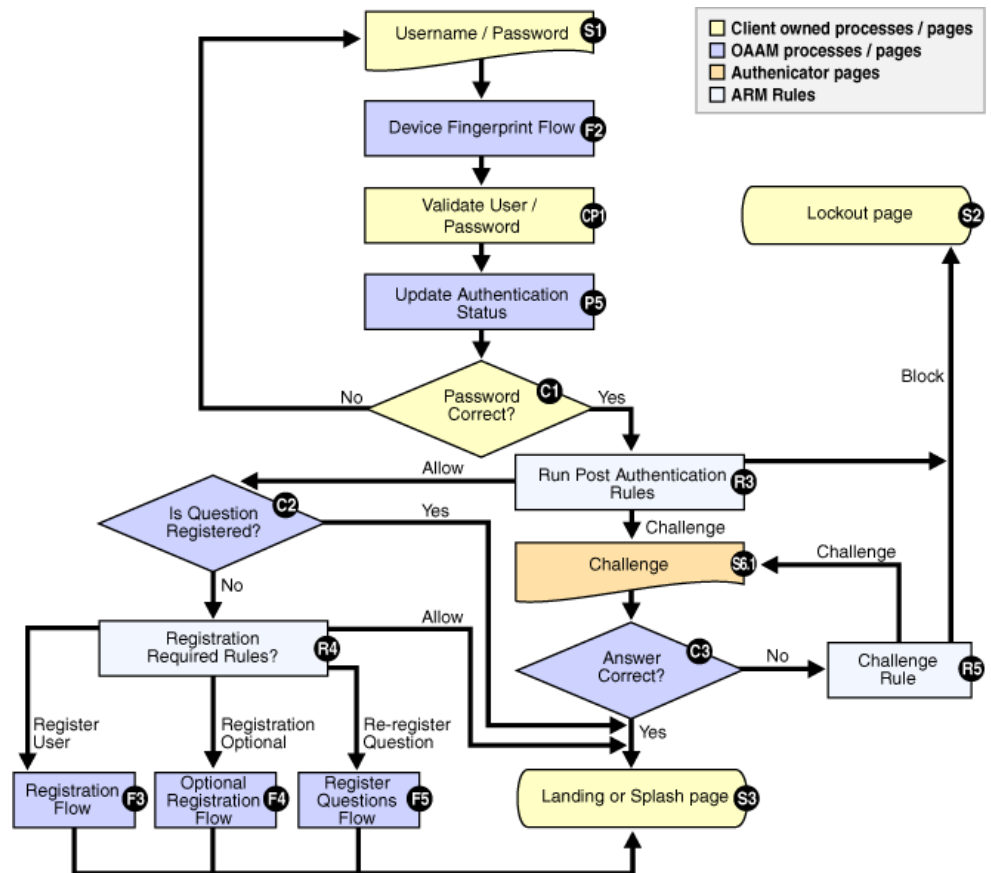 Username / Password
S1
Client owned processes / pages
OAAM processes / pages
Authenicator pages
ARM Rules
Device Fingerprint Flow
F2
Validate User /
Password
CP1
Lockout page
S2
Update Authentication
Status
P5
Password
Correct?
C1
No
Yes
Block
Run Post Authentication
Rules
R3
Allow
Is Question
Registered?
C2
Yes
Challenge
Challenge
S6.1
Challenge
No
Registration
Required Rules?
R4
Allow
Answer
Correct?
C3
No
Challenge
Rule
R5
Register
User
Registration
Optional
Re-register
Question
Yes
Registration
Flow
F3
Optional
Registration
Flow
F4
Register
Questions
Flow
F5
Landing or Splash page
S3